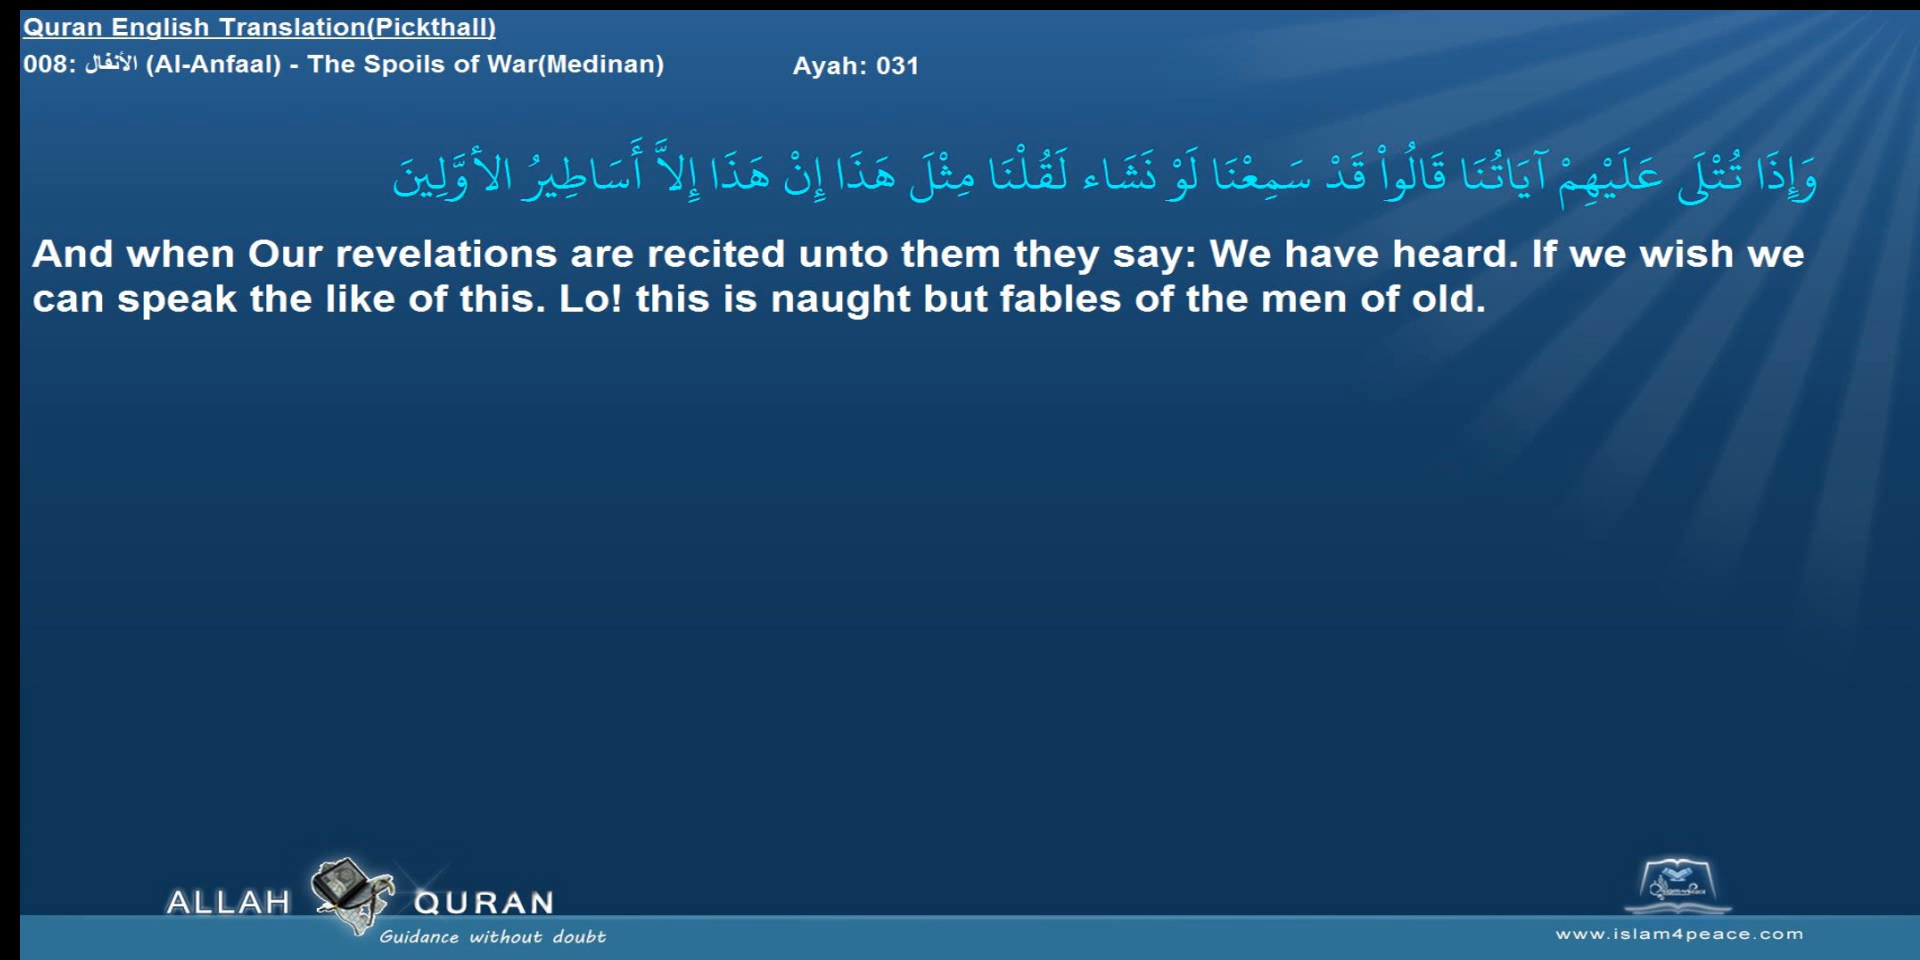 Quran English Translation(Pickthall)
008: الأنفال (Al-Anfaal) - The Spoils of War(Medinan) Ayah: 031
وَإِذَا تُتْلَى عَلَيْهِمْ آيَاتُنَا قَالُواْ قَدْ سَمِعْنَا لَوْ نَشَاء لَقُلْنَا مِثْلَ هَذَا إِنْ هَذَا إِلاَّ أَسَاطِيرُ الأوَّلِينَ
And when Our revelations are recited unto them they say: We have heard. If we wish we
can speak the like of this. Lo! this is naught but fables of the men of old.
ALLAH QURAN
Guidance without doubt
www.islam4peace.com